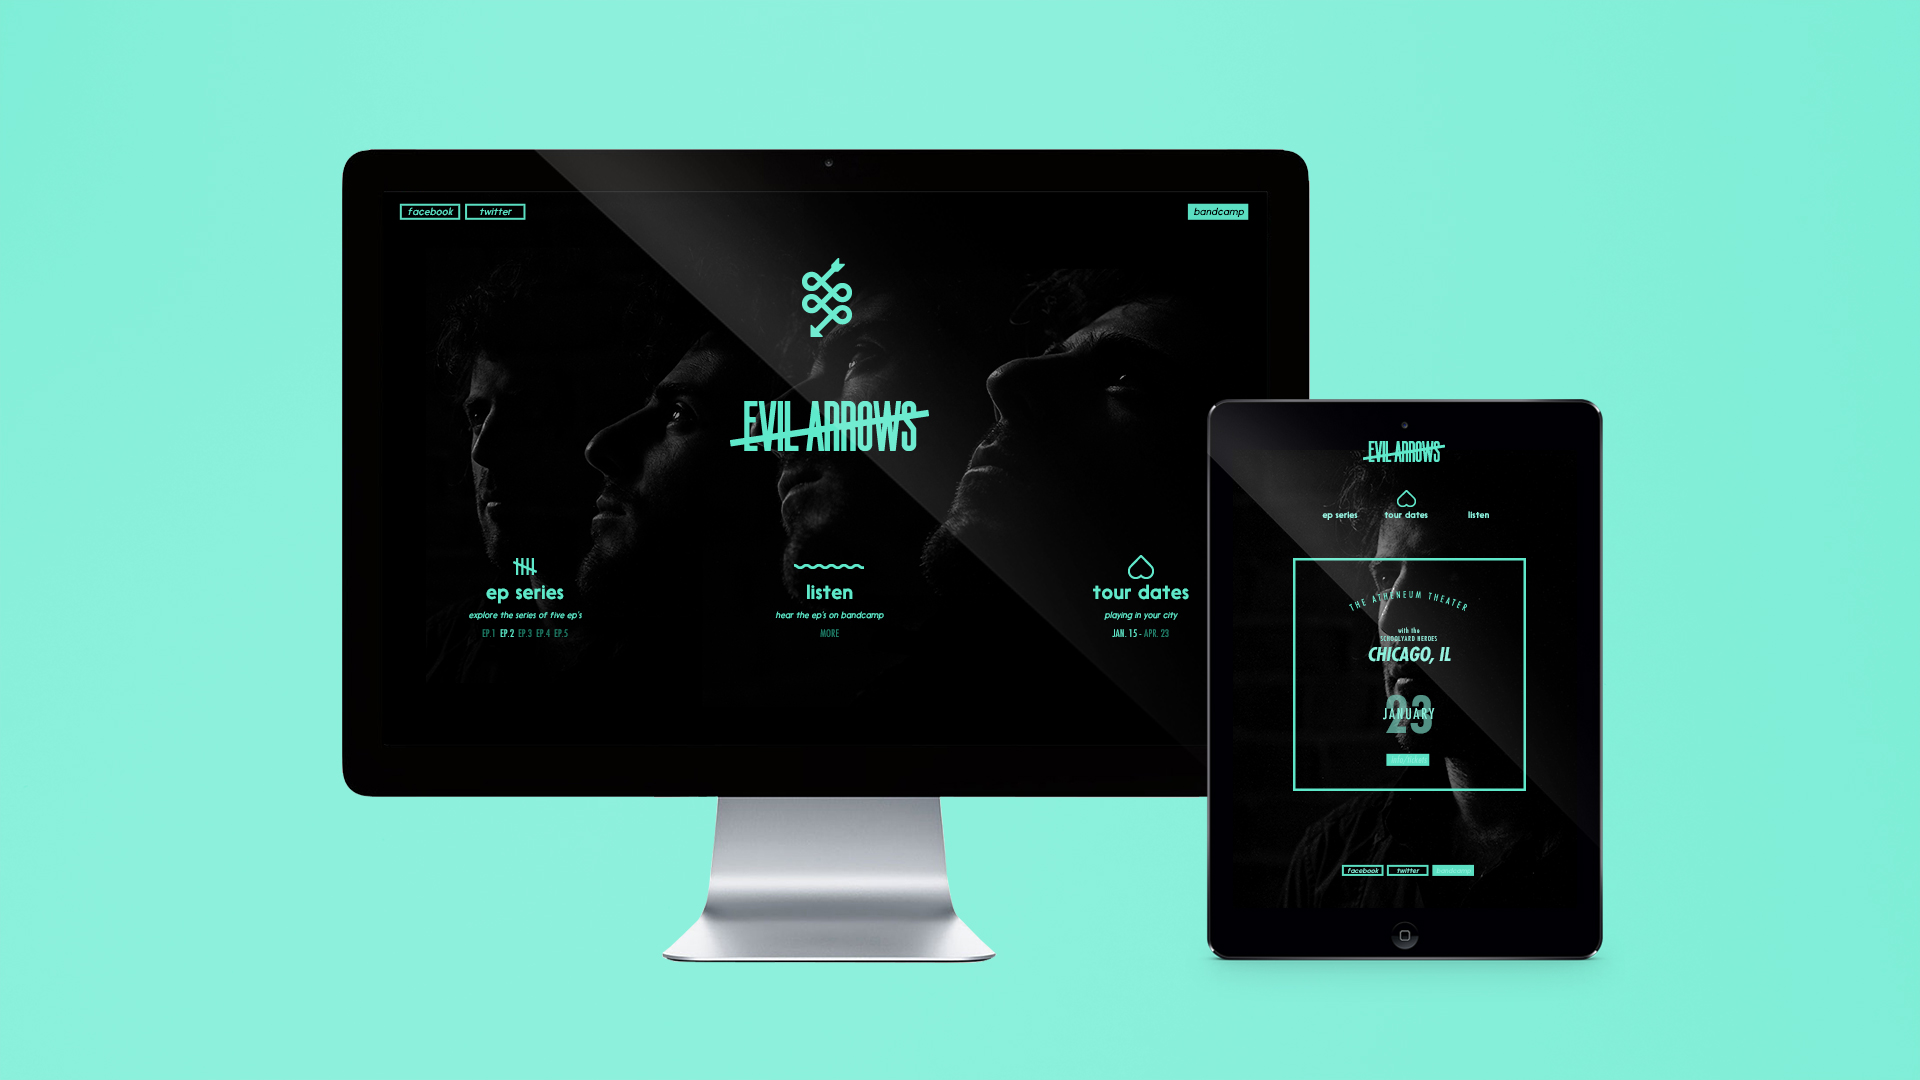 facebook
twitter
bandcamp
EVIL ARROWS
ep series
explore the series of five ep's
EP.1 EP.2 EP.3 EP.4 EP.5
listen
hear the ep's on bandcamp
MORE
tour dates
playing in your city
JAN. 15 - APR. 23
EVIL ARROWS
ep series
tour dates
listen
THE ATHENEUM THEATER
with the
SCHOOLYARD HEROES
CHICAGO, IL
23
JANUARY
info/tickets
facebook
twitter
bandcamp